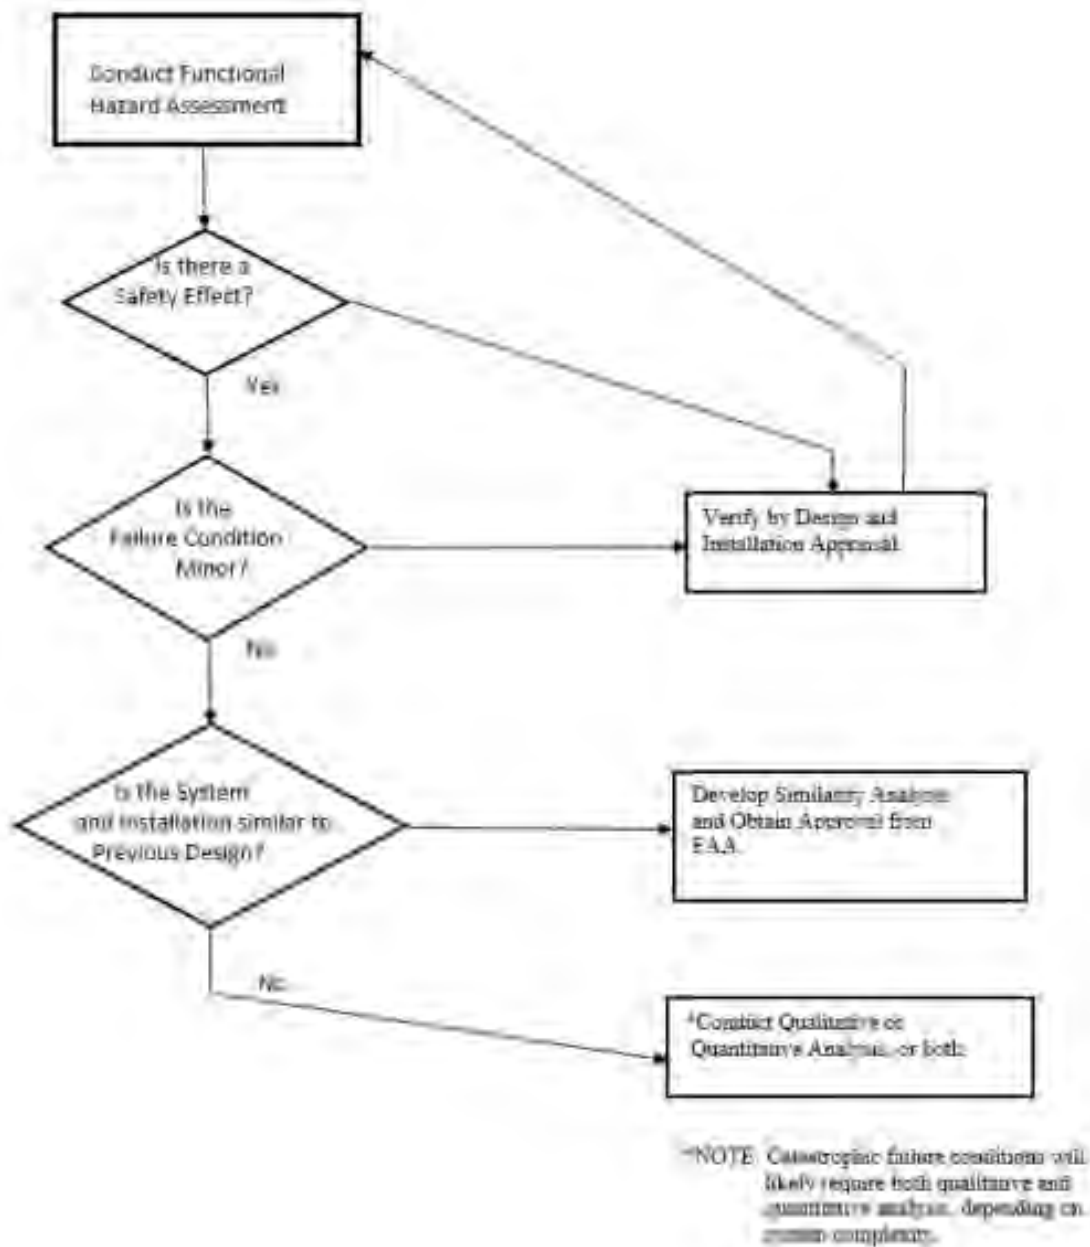 Conduct Functional
Hazard Assessment
Is there a
Safety Effect?
Yes
Is the
Failure Condition
Minor?
Verify by Design and
Installation Appraisal
No
Is the System
and Installation similar to
Previous Design?
Develop Similarity Analysis
and Obtain Approval from
FAA
No
*Conduct Qualitative or
Quantitative Analysis, or both
*NOTE Catastrophic failure conditions will
likely require both qualitative and
quantitative analysis, depending on
system complexity.